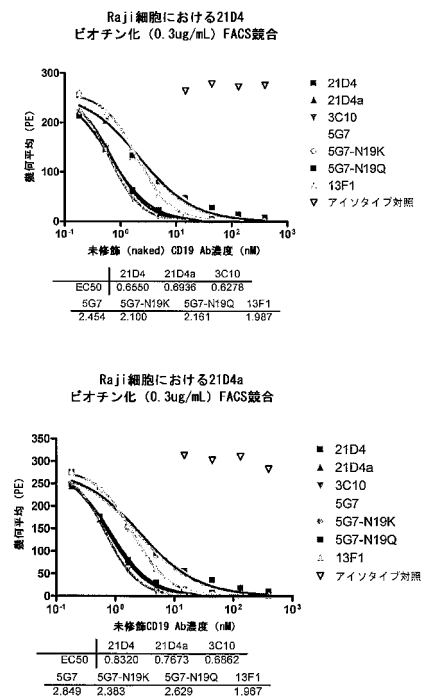 Raji細胞における21D4
ビオチン化（0.3ug/mL）FACS競合
幾何平均（PE）
300
200
100
0
10-1
100
101
102
103
未修飾（naked）CD19 Ab濃度（nM）
21D4
21D4a
3C10
5G7
5G7-N19K
5G7-N19Q
13F1
アイソタイプ対照
21D4 21D4a 3C10
EC50 0.6550 0.6936 0.6278
5G7 5G7-N19K 5G7-N19Q 13F1
2.454 2.100 2.161 1.987
Raji細胞における21D4a
ビオチン化（0.3ug/mL）FACS競合
幾何平均（PE）
350
300
250
200
150
100
50
0
10-1
100
101
102
103
未修飾CD19 Ab濃度（nM）
21D4
21D4a
3C10
5G7
5G7-N19K
5G7-N19Q
13F1
アイソタイプ対照
21D4 21D4a 3C10
EC50 0.8320 0.7673 0.6862
5G7 5G7-N19K 5G7-N19Q 13F1
2.849 2.383 2.629 1.967